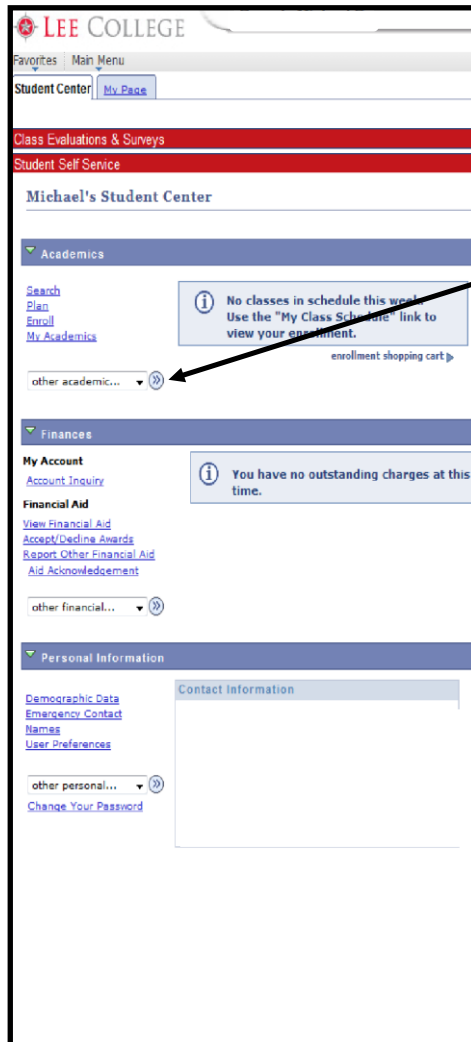 LEE COLLEGE
Favorites Main Menu
Student Center My Page
Class Evaluations & Surveys
Student Self Service
Michael's Student Center
Academics
Search
Plan
Enroll
My Academics
No classes in schedule this week.
Use the "My Class Schedule" link to
view your enrollment.
enrollment shopping cart
other academic...
Finances
My Account
Account Inquiry
Financial Aid
View Financial Aid
Accept/Decline Awards
Report Other Financial Aid
Aid Acknowledgement
You have no outstanding charges at this
time.
other financial...
Personal Information
Demographic Data
Emergency Contact
Names
User Preferences
Contact Information
other personal...
Change Your Password